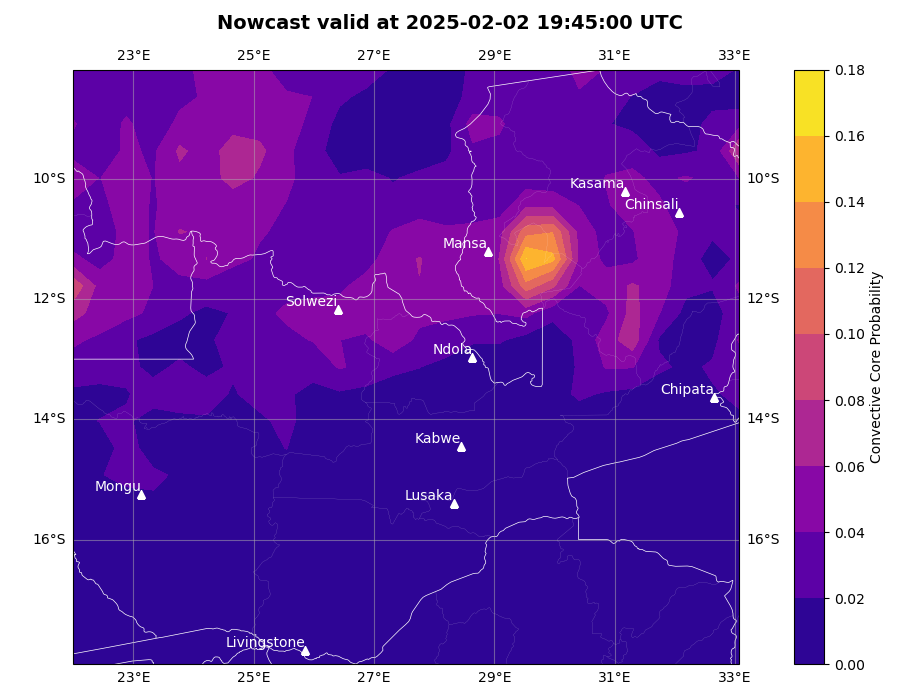 Nowcast valid at 2025-02-02 19:45:00 UTC
23°E 25°E 27°E 29°E 31°E 33°E
0.18
0.16
0.14
0.12
0.10
0.08
0.06
0.04
0.02
0.00
Convective Core Probability
10°S 10°S
12°S 12°S
14°S 14°S
16°S 16°S
Kasama
Chinsali
Mansa
Solwezi
Ndola
Chipata
Kabwe
Mongu
Lusaka
Livingstone
23°E 25°E 27°E 29°E 31°E 33°E